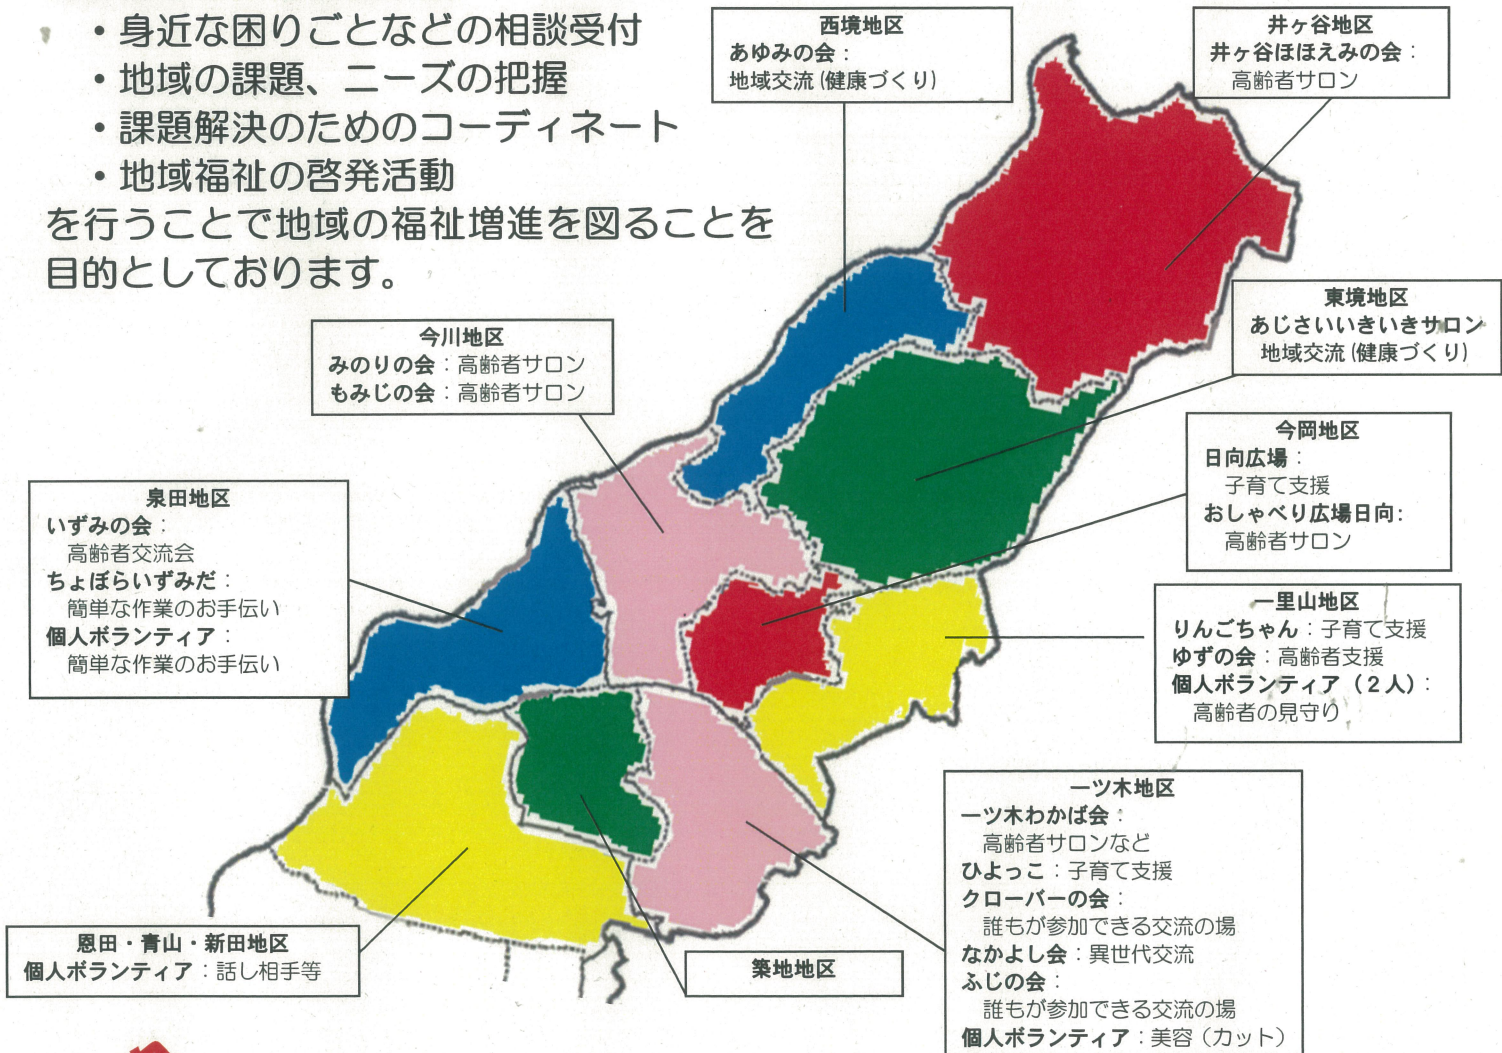 ・身近な困りごとなどの相談受付
・地域の課題、ニーズの把握
・課題解決のためのコーディネート
・地域福祉の啓発活動
を行うことで地域の福祉増進を図ることを
目的としております。
西境地区
あゆみの会：
地域交流(健康づくり)
井ヶ谷地区
井ヶ谷ほほえみの会：
高齢者サロン
東境地区
あじさいいきいきサロン
地域交流(健康づくり)
今川地区
みのりの会：高齢者サロン
もみじの会：高齢者サロン
今岡地区
日向広場：
子育て支援
おしゃべり広場日向：
高齢者サロン
泉田地区
いずみの会：
高齢者交流会
ちょぼらいずみだ：
簡単な作業のお手伝い
個人ボランティア：
簡単な作業のお手伝い
一里山地区
りんごちゃん：子育て支援
ゆずの会：高齢者支援
個人ボランティア（２人）：
高齢者の見守り
一ツ木地区
一ツ木わかば会：
高齢者サロンなど
ひよっこ：子育て支援
クローバーの会：
誰もが参加できる交流の場
なかよし会：異世代交流
ふじの会：
誰もが参加できる交流の場
個人ボランティア：美容（カット）
恩田・青山・新田地区
個人ボランティア：話し相手等
築地地区